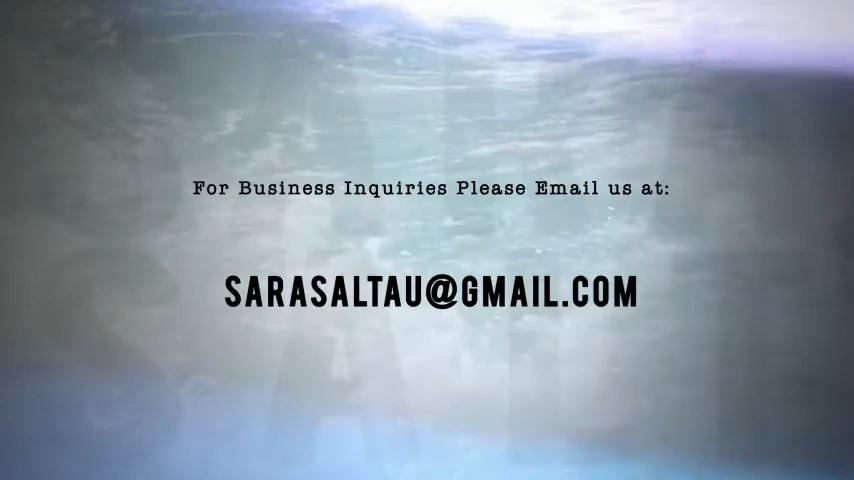 For Business Inquiries Please Email us at:
SARASALTAU@GMAIL.COM